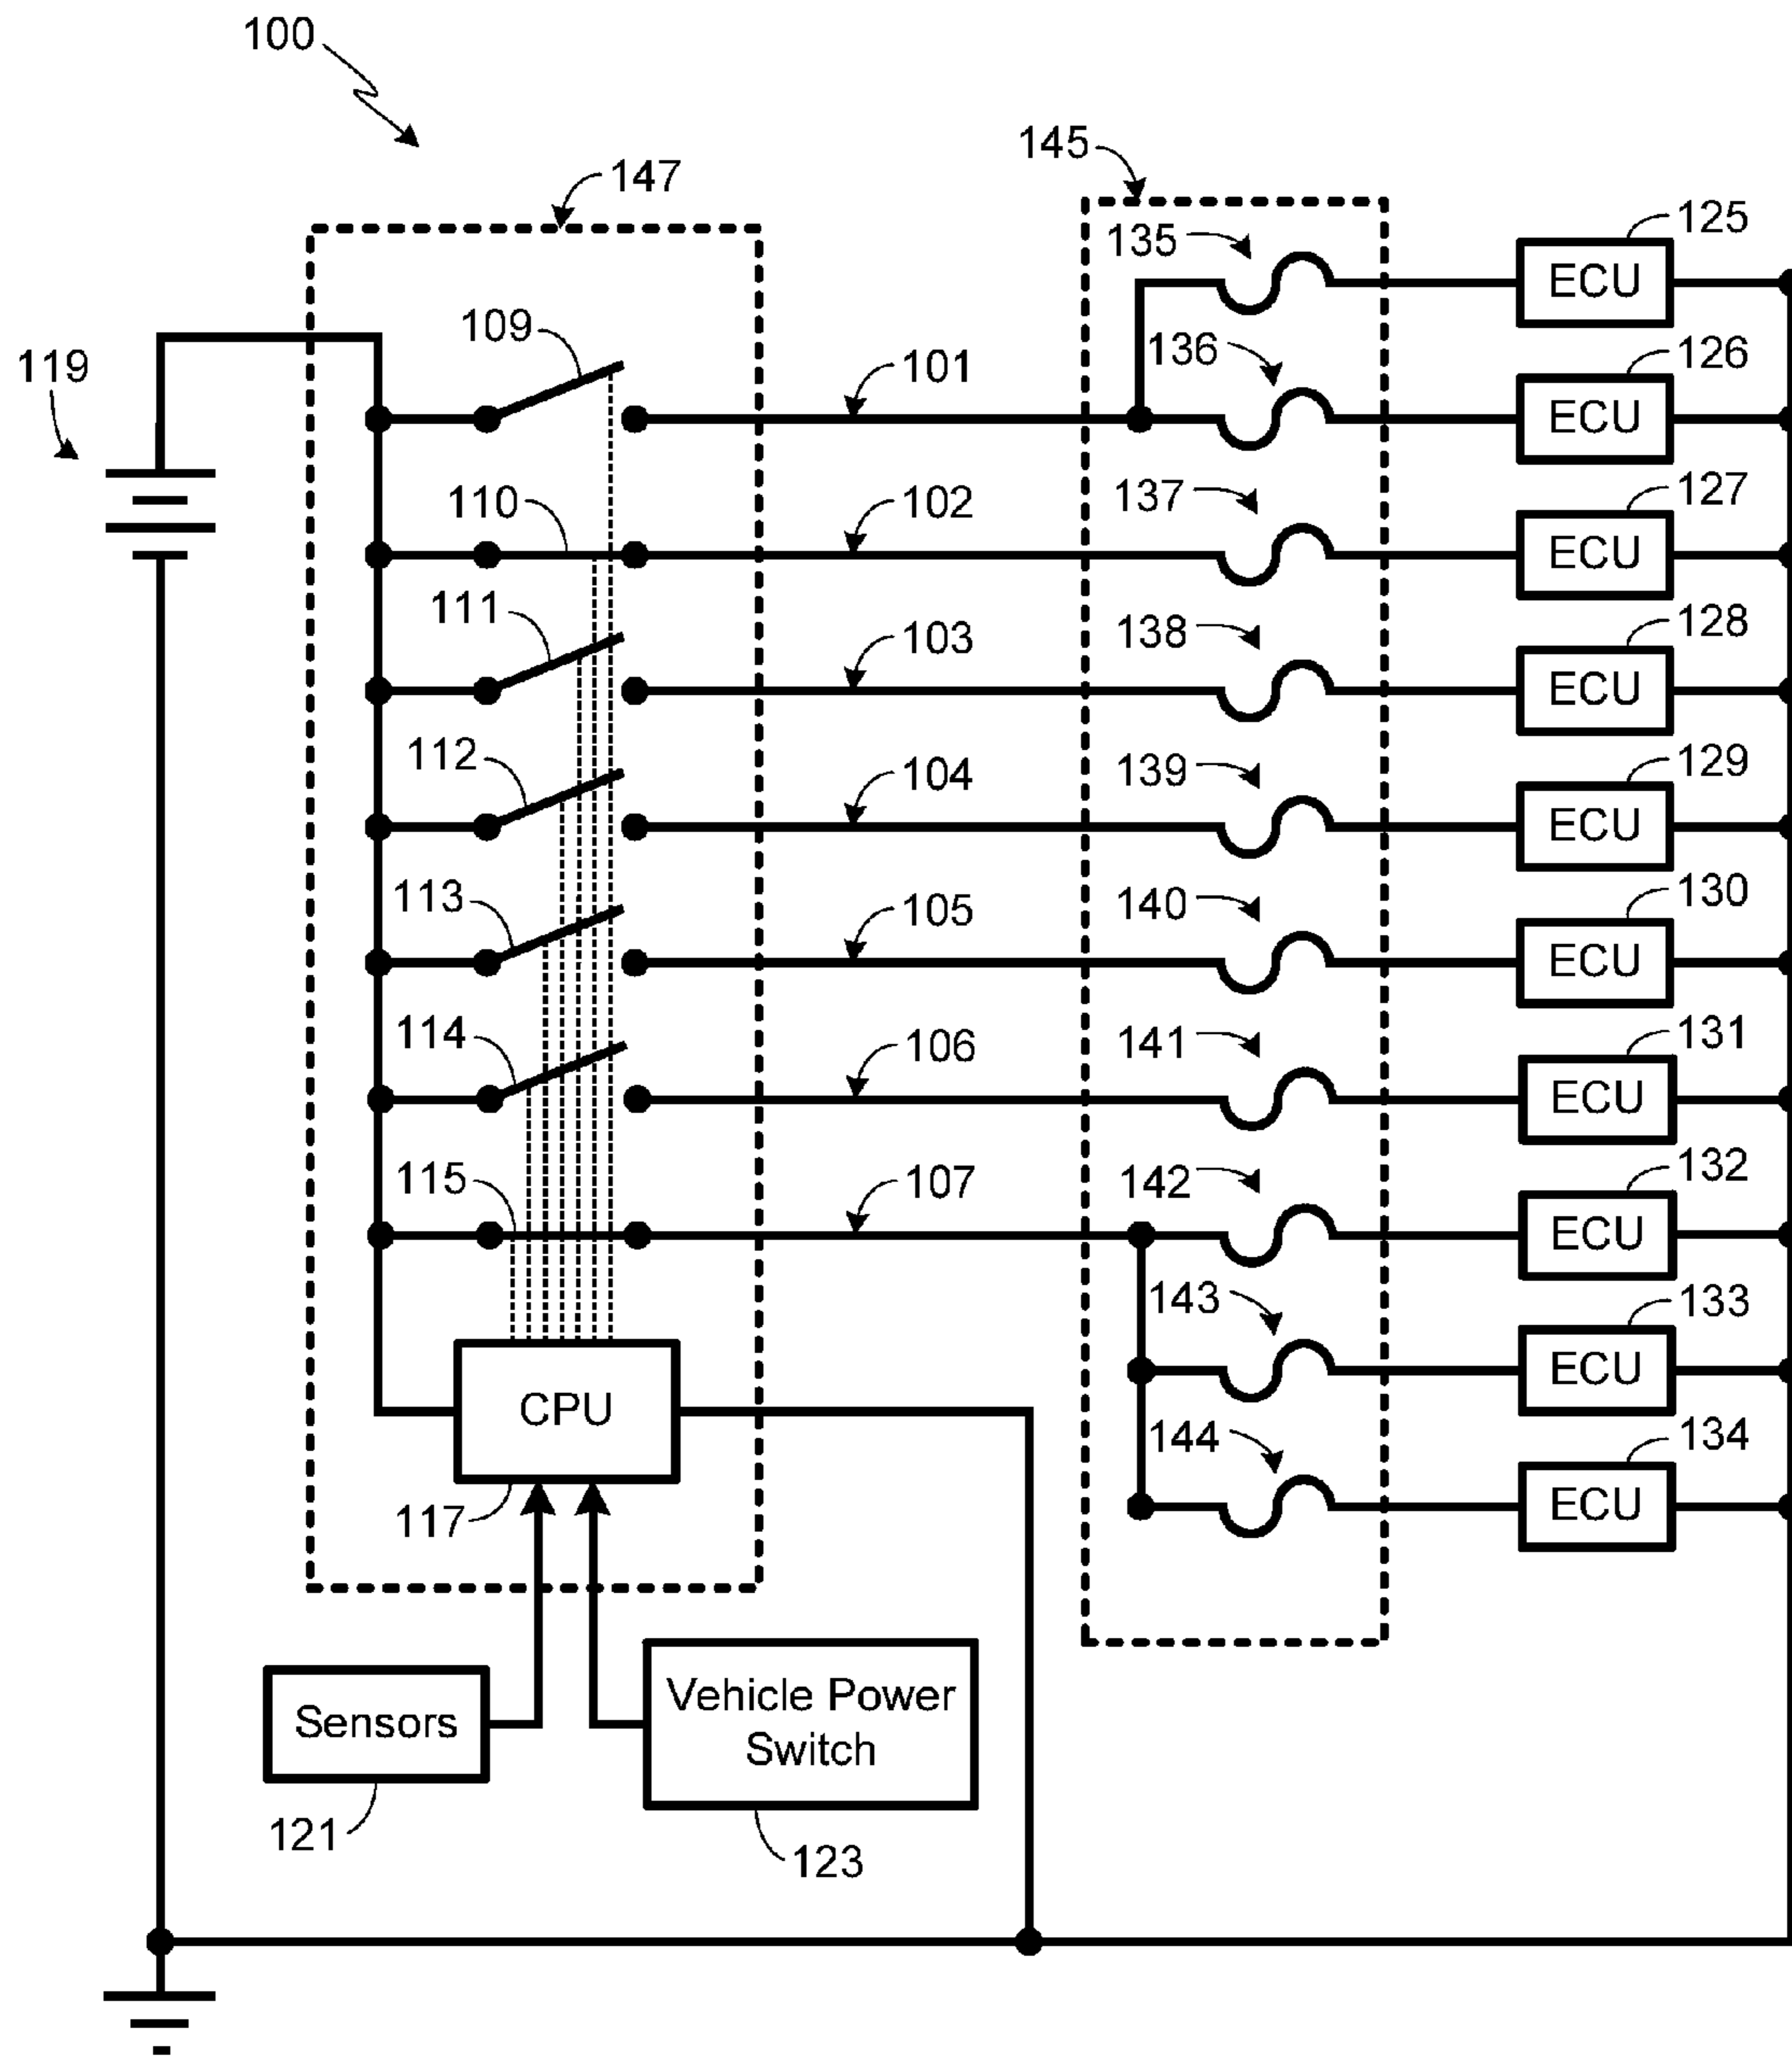 100
147
145
135
125
ECU
109
119
101
136
126
ECU
110
102
137
127
ECU
111
103
138
128
ECU
112
104
139
129
ECU
113
105
140
130
ECU
114
106
141
131
ECU
115
107
142
132
ECU
143
133
ECU
CPU
144
134
ECU
117
Vehicle Power
Switch
Sensors
121
123